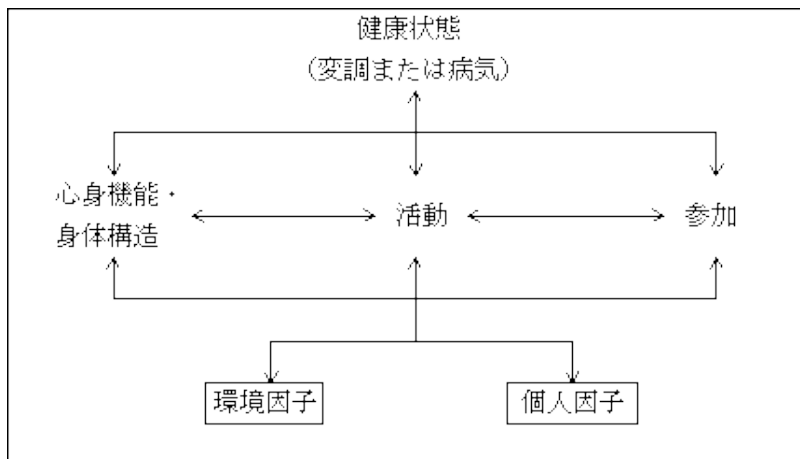 健康状態
（変調または病気）
心身機能・
身体構造
活動
参加
環境因子
個人因子